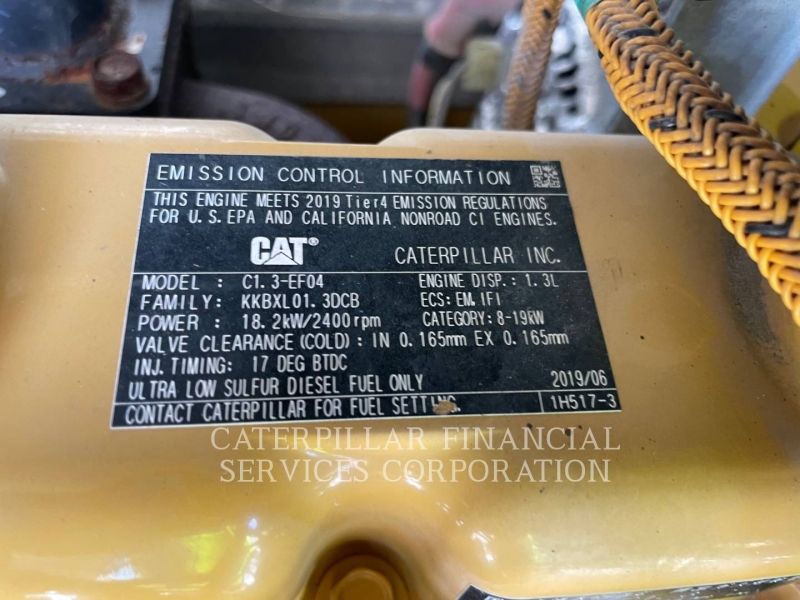 EMISSION CONTROL INFORMATION
THIS ENGINE MEETS 2019 Tier4 EMISSION REGULATIONS
FOR U.S.EPA AND CALIFORNIA NONROAD CI ENGINES.
CAT® CATERPILLAR INC.
MODEL : C1.3-EF04 ENGINE DISP.: 1.3L
FAMILY: KKBXL01.3DCB ECS: EM, IFI
POWER : 18.2kW/2400rpm CATEGORY: 8-19kW
VALVE CLEARANCE(COLD): IN 0.165mm EX 0.165mm
INJ.TIMING: 17 DEG BTDC
ULTRA LOW SULFUR DIESEL FUEL ONLY 2019/06
CONTACT CATERPILLAR FOR FUEL SETTING. 1H517-3
CATERPILLAR FINANCIAL
SERVICES CORPORATION